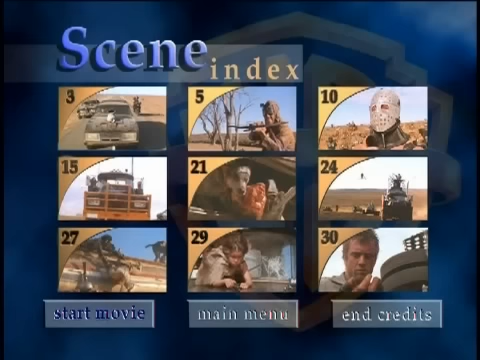 Scene
index
3 5 10
15 21 24
27 29 30
start movie main menu end credits